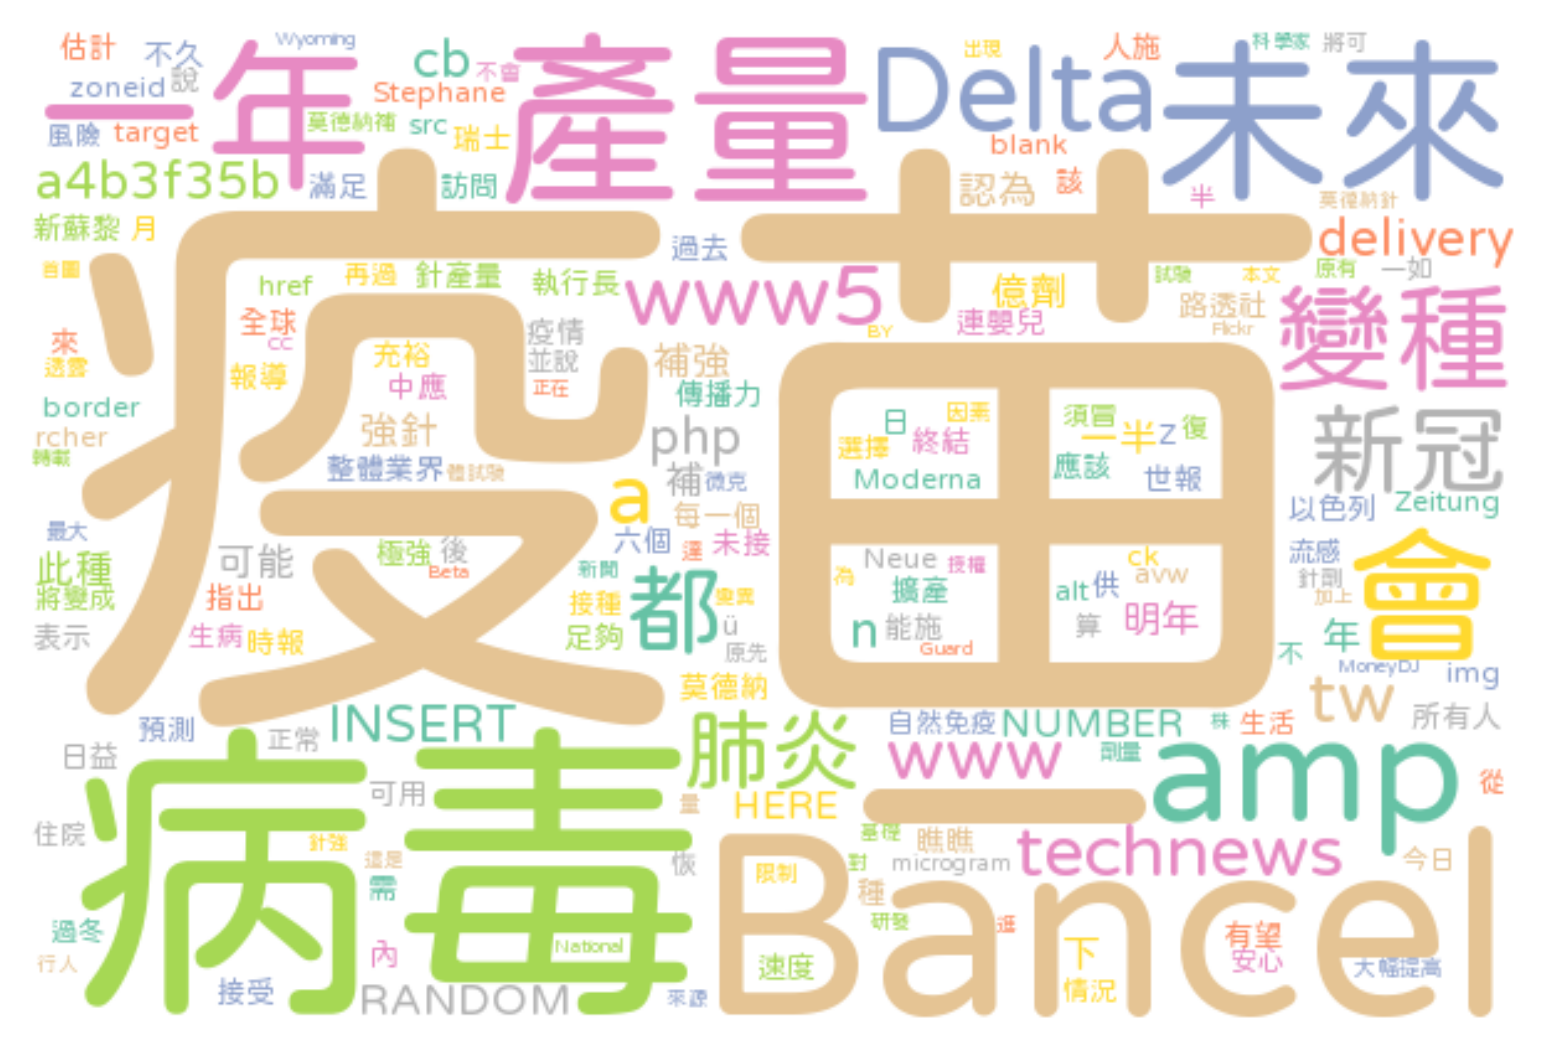 估計
不久
Wyoming
cb
不會
產量
Delta
出現
人施
科學家
將可
未來
zoneid
說
一年
Stephane
風險
target
莫德納補
src
瑞士
blank
a4b3f35b
滿足
訪問
認為
該
半
莫德納針
新蘇黎
月
疫苗
過去
delivery
首圖
href
再過
針產量
執行長
www5
億劑
試驗
本文
原有
一如
來
透露
全球
cc
報導
充裕
中應
疫情
並說
正在
補強
BY
連嬰兒
路透社
Flickr
變種
border
rcher
轉載
強針
整體業界
體試驗
傳播力
php
補
微克
日
因素
選擇
終結
Moderna
須冒
一半
z
復
應該
世報
新冠
以色列
Zeitung
最大
此種
將變成
可能
極強
後
Beta
指出
a
每一個
六個
達
未接
新聞
接種
都
變異
ü
足夠
原先
Neue
授權
為
擴產
n
能施
Guard
ck
avw
alt
供
算
明年
流感
針劑
加上
會
年
不
表示
生病
時報
莫德納
MoneyDJ
img
tw
所有人
預測
正常
INSERT
日益
肺炎
自然免疫
NUMBER
株
生活
www
劑量
amp
從
病毒
可用
量
HERE
一
住院
針強
這是
需
恢
基礎
對
瞧瞧
microgram
technews
今日
Bancel
限制
種
研發
逛
過冬
行人
內
National
接受
RANDOM
來源
速度
下
情況
有望
安心
大幅提高